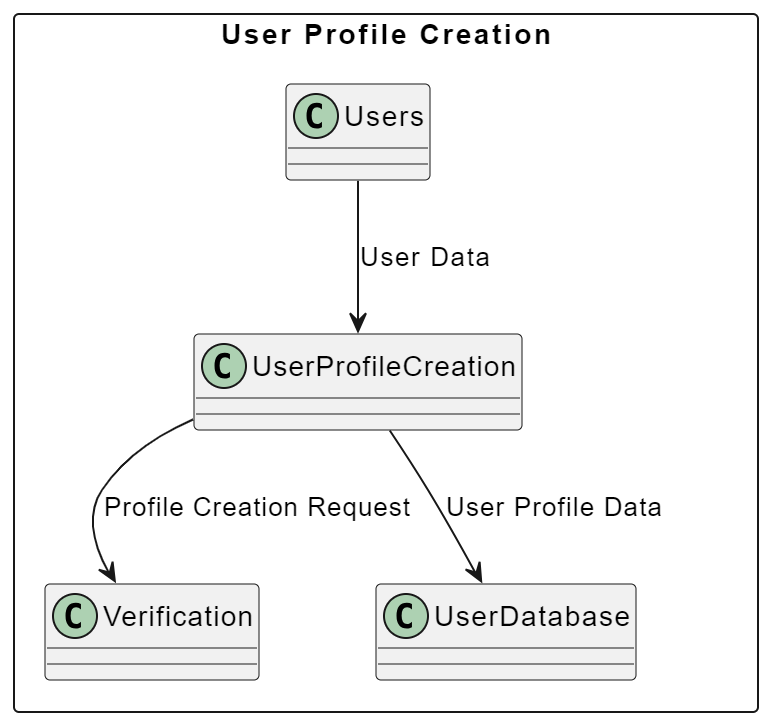 User Profile Creation
C Users
User Data
C UserProfileCreation
Profile Creation Request
User Profile Data
C Verification
C UserDatabase